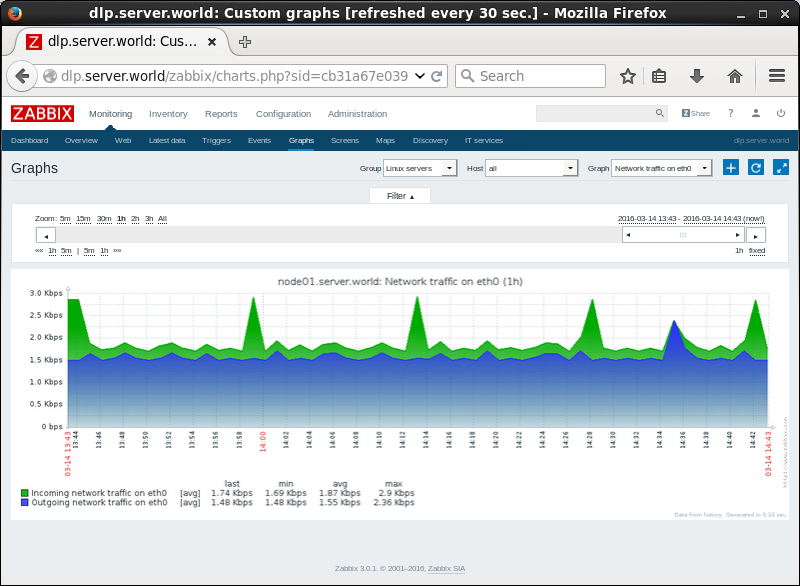 dlp.server.world: Custom graphs [refreshed every 30 sec.] - Mozilla Firefox
Z dlp.server.world: Cus...
dlp.server.world/zabbix/charts.php?sid=cb31a67e039
Search
ZABBIX Monitoring Inventory Reports Configuration Administration Z Share ?
Dashboard Overview Web Latest data Triggers Events Graphs Screens Maps Discovery IT services dlp.server.world
Graphs Group Linux servers Host all Graph Network traffic on eth0
Filter ▲
Zoom: 5m 15m 30m 1h 2h 3h All 2016-03-14 13:43 - 2016-03-14 14:43 (now!)
«« 1h 5m | 5m 1h »» 1h fixed
node01.server.world: Network traffic on eth0 (1h)
3.0 Kbps
2.5 Kbps
2.0 Kbps
1.5 Kbps
1.0 Kbps
0.5 Kbps
0 bps
03-14 13:43 13:44 13:46 13:48 13:50 13:52 13:54 13:56 13:58 14:00 14:02 14:04 14:06 14:08 14:10 14:12 14:14 14:16 14:18 14:20 14:22 14:24 14:26 14:28 14:30 14:32 14:34 14:36 14:38 14:40 14:42 03-14 14:43
http://www.zabbix.com
last min avg max
Incoming network traffic on eth0 [avg] 1.74 Kbps 1.69 Kbps 1.87 Kbps 2.9 Kbps
Outgoing network traffic on eth0 [avg] 1.48 Kbps 1.48 Kbps 1.55 Kbps 2.36 Kbps
Data from history. Generated in 0.33 sec.
Zabbix 3.0.1. © 2001–2016, Zabbix SIA